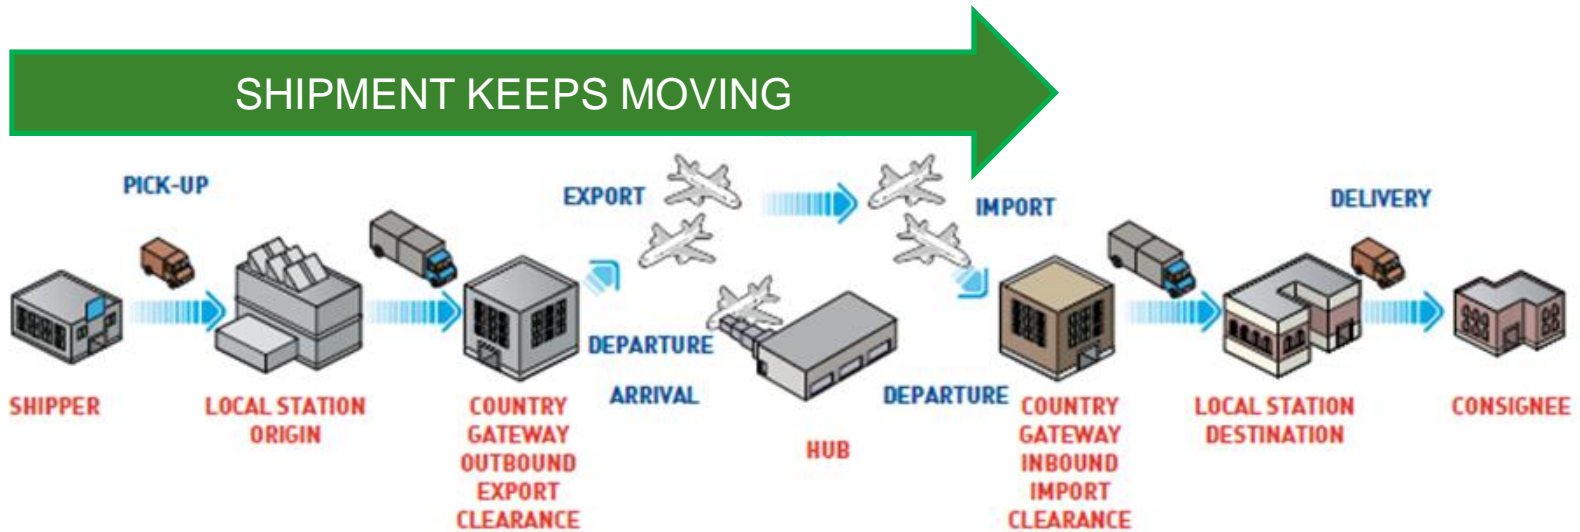 SHIPMENT KEEPS MOVING
PICK-UP
EXPORT
IMPORT
DELIVERY
DEPARTURE
ARRIVAL
DEPARTURE
SHIPPER
LOCAL STATION
ORIGIN
COUNTRY
GATEWAY
OUTBOUND
EXPORT
CLEARANCE
HUB
COUNTRY
GATEWAY
INBOUND
IMPORT
CLEARANCE
LOCAL STATION
DESTINATION
CONSIGNEE